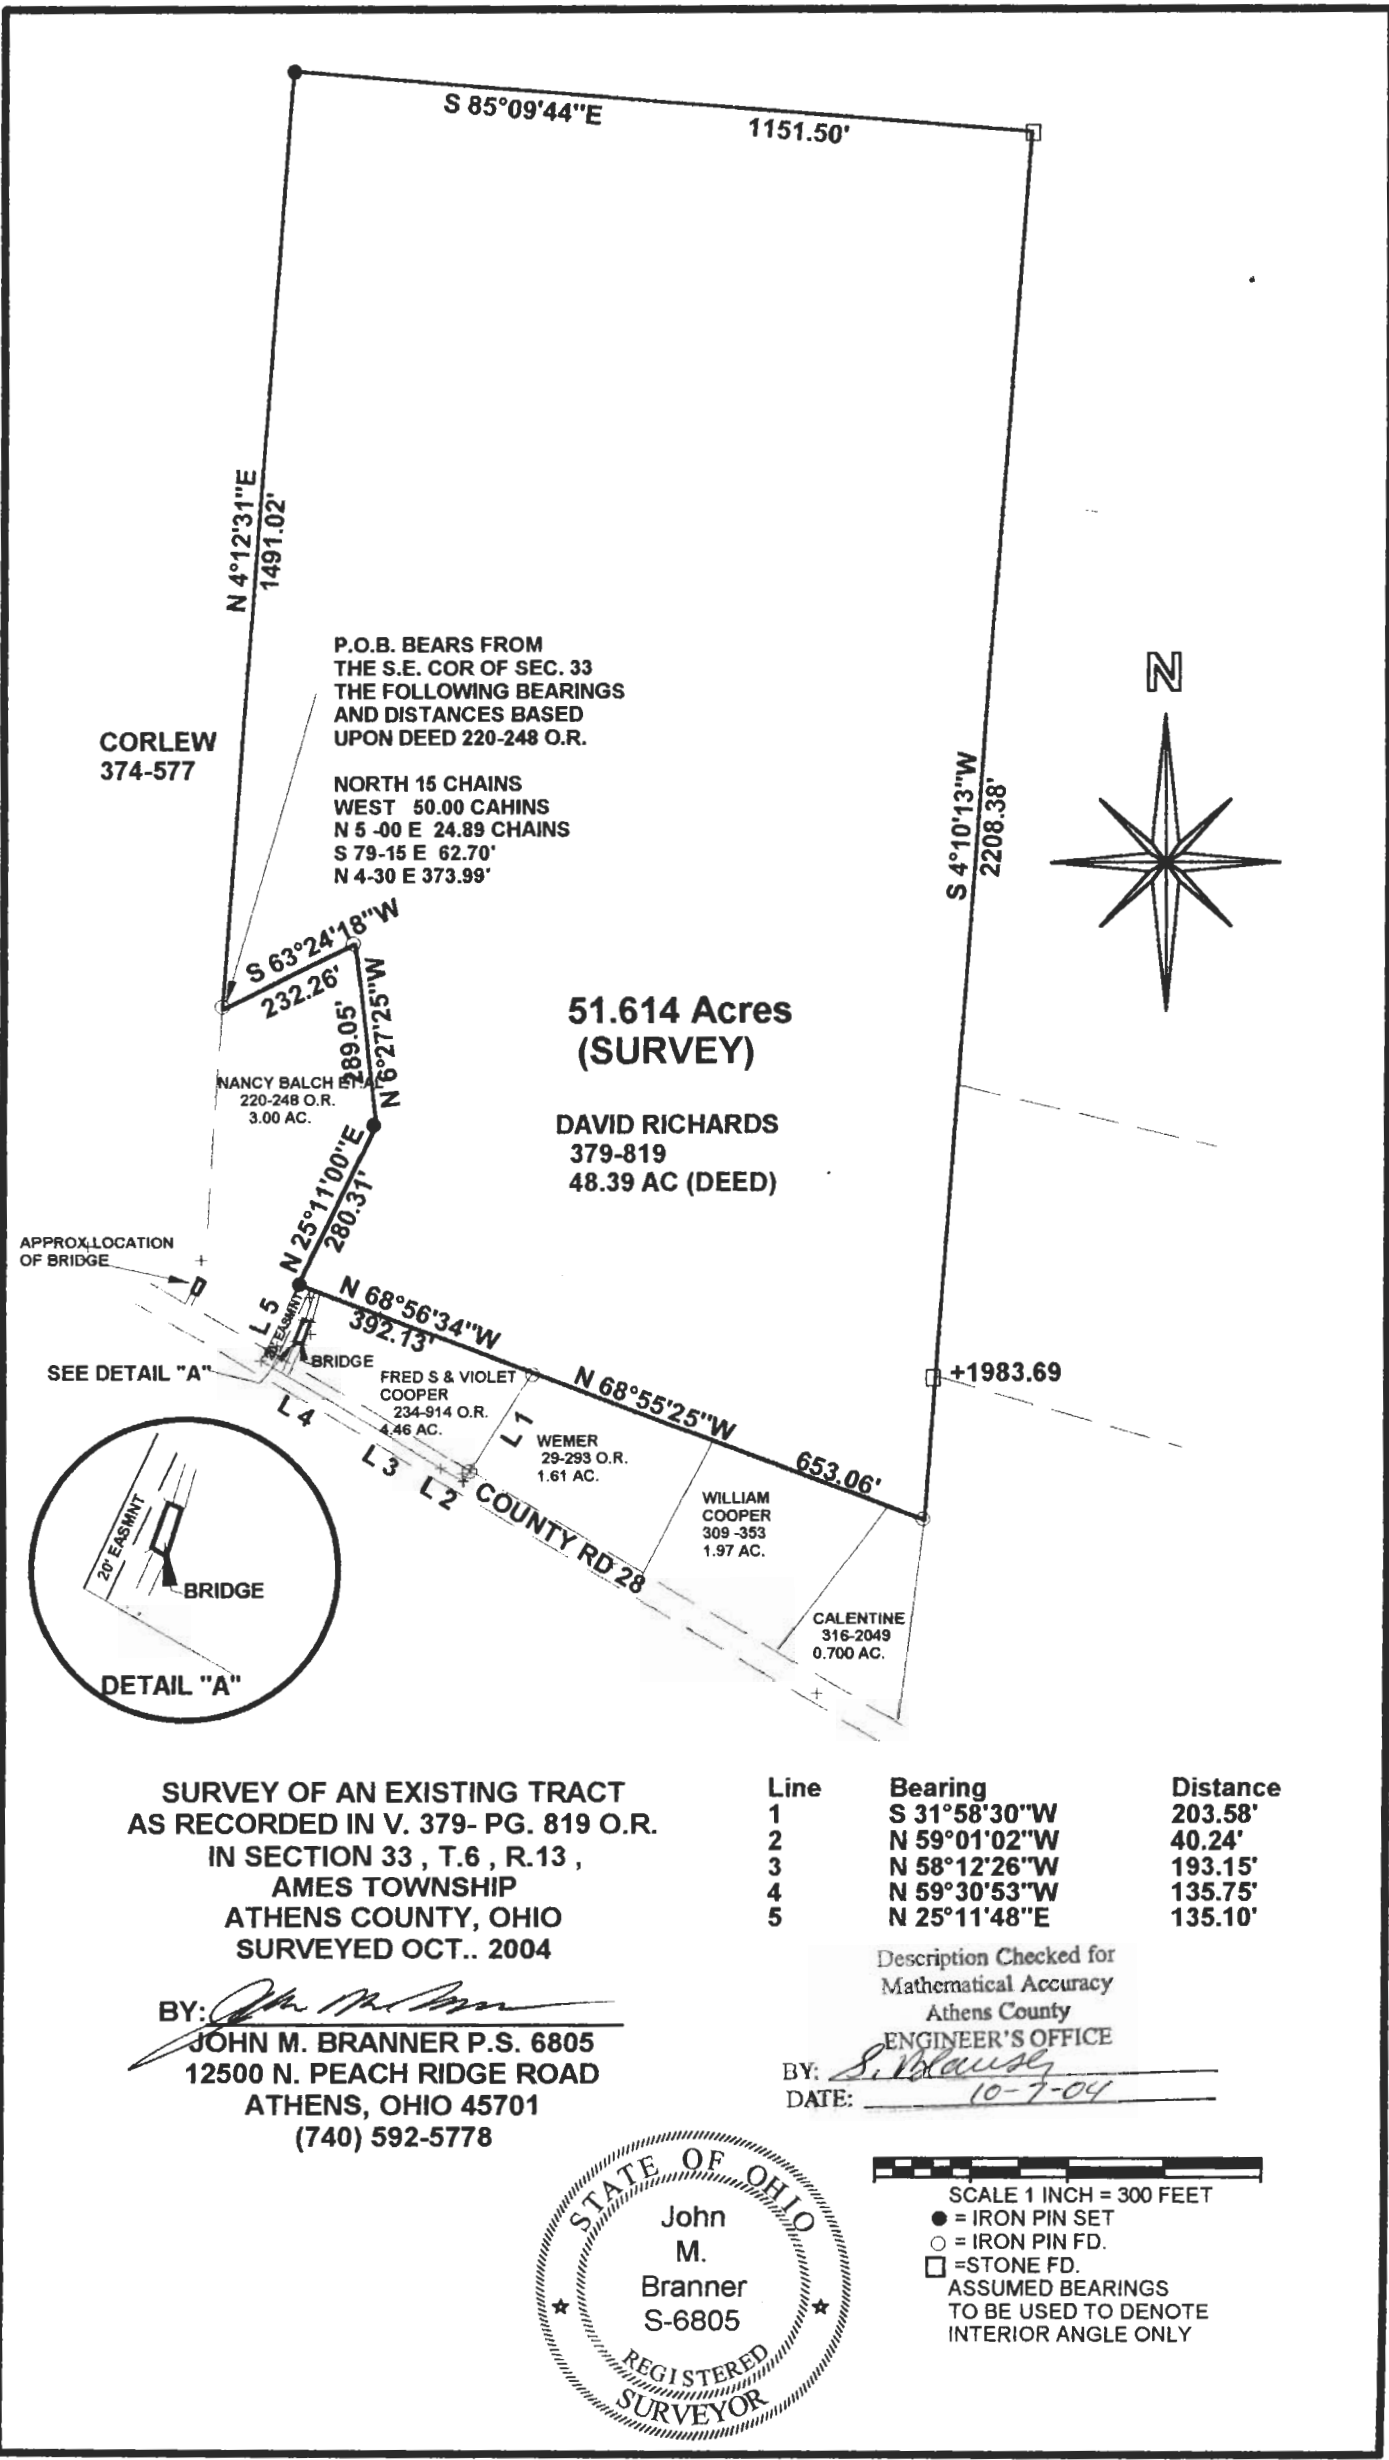 S 85°09'44"E
1151.50'
N 4°12'31"E
1491.02'
P.O.B. BEARS FROM
THE S.E. COR OF SEC. 33
THE FOLLOWING BEARINGS
AND DISTANCES BASED
UPON DEED 220-248 O.R.
NORTH 15 CHAINS
WEST 50.00 CAHINS
N 5 -00 E 24.89 CHAINS
S 79-15 E 62.70'
N 4-30 E 373.99'
CORLEW
374-577
N
S 4°10'13"W
2208.38'
S 63°24'18"W
232.26'
289.05'
N 6°27'25"W
51.614 Acres
(SURVEY)
NANCY BALCH ET.AL
220-248 O.R.
3.00 AC.
DAVID RICHARDS
379-819
48.39 AC (DEED)
N 25°11'00"E
280.31'
APPROX LOCATION
OF BRIDGE
L 5
20' EASMNT
N 68°56'34"W
392.13'
BRIDGE
SEE DETAIL "A"
FRED S & VIOLET
COOPER
234-914 O.R.
4.46 AC.
N 68°55'25"W
653.06'
+1983.69
L 4
L 3
L 2
L 1
WEMER
29-293 O.R.
1.61 AC.
COUNTY RD 28
WILLIAM
COOPER
309 -353
1.97 AC.
CALENTINE
316-2049
0.700 AC.
20' EASMNT
BRIDGE
DETAIL "A"
SURVEY OF AN EXISTING TRACT
AS RECORDED IN V. 379- PG. 819 O.R.
IN SECTION 33 , T.6 , R.13 ,
AMES TOWNSHIP
ATHENS COUNTY, OHIO
SURVEYED OCT.. 2004
BY:
JOHN M. BRANNER P.S. 6805
12500 N. PEACH RIDGE ROAD
ATHENS, OHIO 45701
(740) 592-5778
Line Bearing Distance
1 S 31°58'30"W 203.58'
2 N 59°01'02"W 40.24'
3 N 58°12'26"W 193.15'
4 N 59°30'53"W 135.75'
5 N 25°11'48"E 135.10'
Description Checked for
Mathematical Accuracy
Athens County
ENGINEER'S OFFICE
BY: S.
DATE: 10-7-04
SCALE 1 INCH = 300 FEET
= IRON PIN SET
= IRON PIN FD.
=STONE FD.
ASSUMED BEARINGS
TO BE USED TO DENOTE
INTERIOR ANGLE ONLY
STATE OF OHIO
John
M.
Branner
S-6805
REGISTERED
SURVEYOR